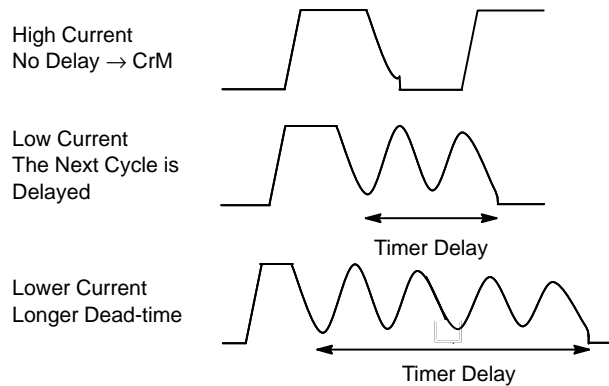 High Current
No Delay → CrM
Low Current
The Next Cycle is
Delayed
Timer Delay
Lower Current
Longer Dead-time
Timer Delay